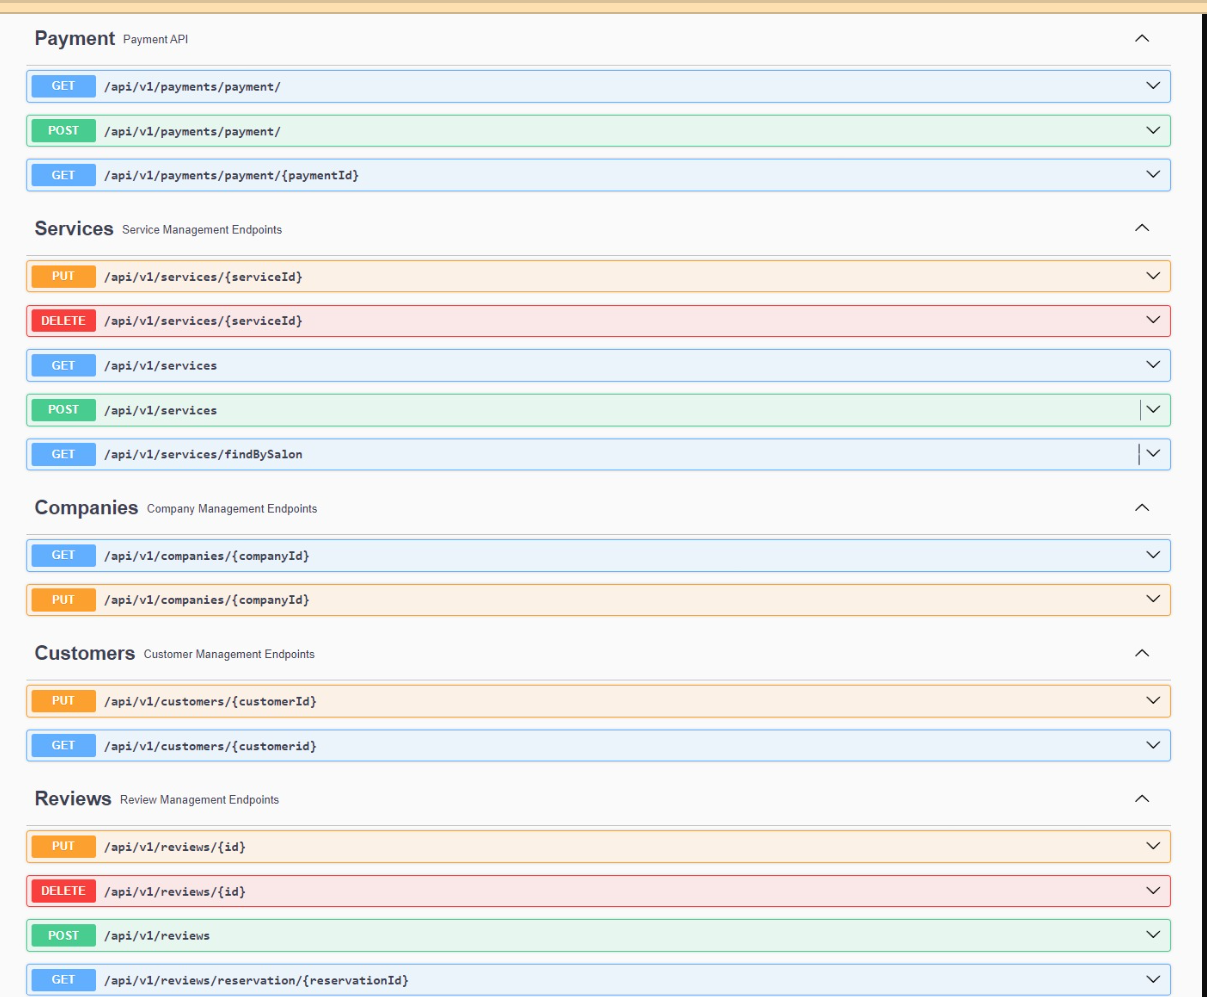 Payment Payment API
GET /api/v1/payments/payment/
POST /api/v1/payments/payment/
GET /api/v1/payments/payment/{paymentId}
Services Service Management Endpoints
PUT /api/v1/services/{serviceId}
DELETE /api/v1/services/{serviceId}
GET /api/v1/services
POST /api/v1/services
GET /api/v1/services/findBySalon
Companies Company Management Endpoints
GET /api/v1/companies/{companyId}
PUT /api/v1/companies/{companyId}
Customers Customer Management Endpoints
PUT /api/v1/customers/{customerId}
GET /api/v1/customers/{customerid}
Reviews Review Management Endpoints
PUT /api/v1/reviews/{id}
DELETE /api/v1/reviews/{id}
POST /api/v1/reviews
GET /api/v1/reviews/reservation/{reservationId}